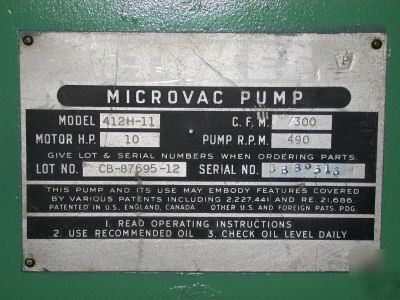 MICROVAC PUMP
MODEL 412H-11 C.F.M. 300
MOTOR H.P. 10 PUMP R.P.M. 490
GIVE LOT & SERIAL NUMBERS WHEN ORDERING PARTS
LOT NO. CB-87695-12 SERIAL NO.
THIS PUMP AND ITS USE MAY EMBODY FEATURES COVERED
BY VARIOUS PATENTS INCLUDING 2,227,441 AND RE. 21,686.
PATENTED IN U.S. ENGLAND, CANADA OTHER U.S. AND FOREIGN PATS. PDG.
1. READ OPERATING INSTRUCTIONS
2. USE RECOMMENDED OIL 3. CHECK OIL LEVEL DAILY